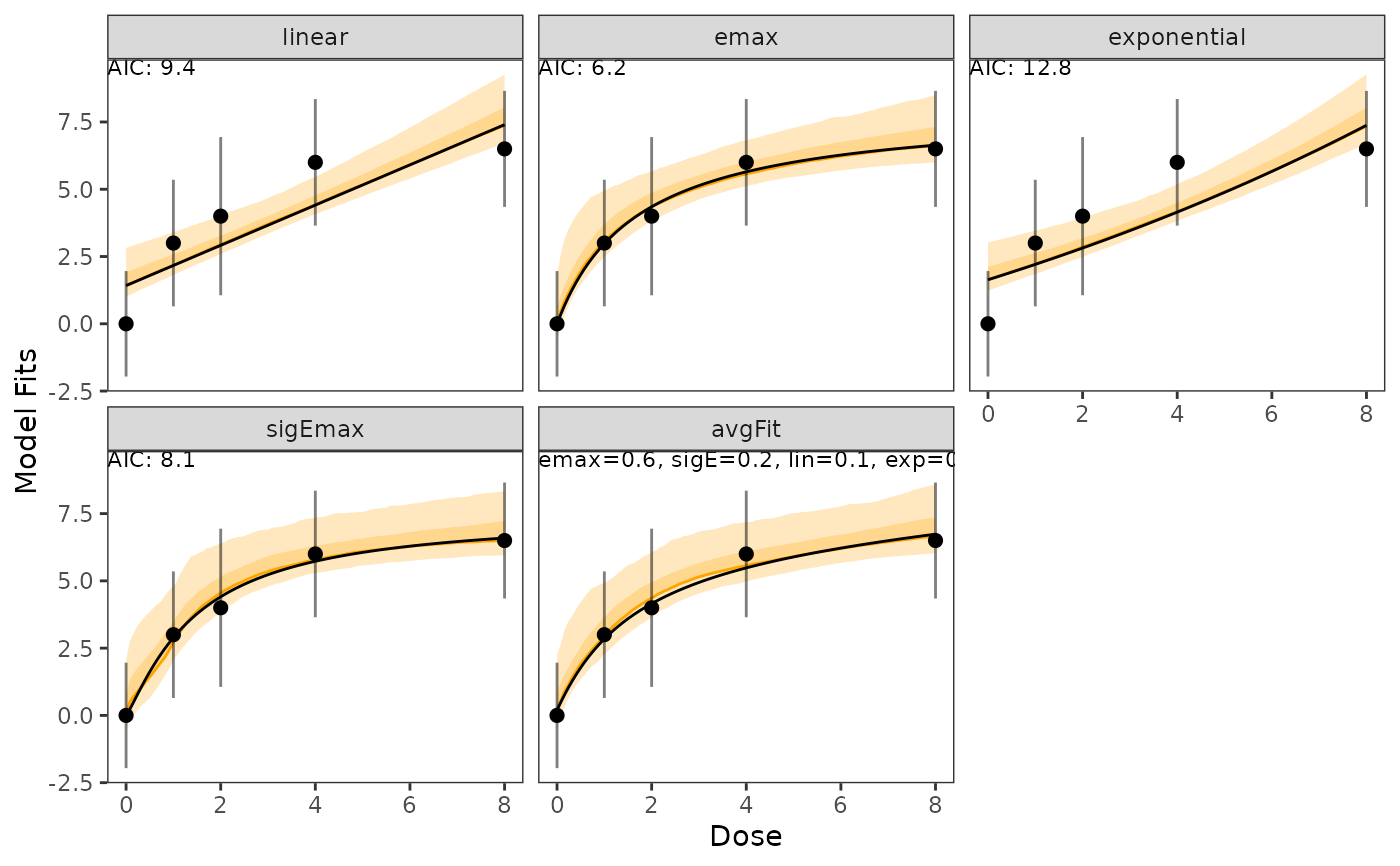 linear
emax
exponential
AIC: 9.4
AIC: 6.2
AIC: 12.8
7.5
5.0
2.5
0.0
-2.5
0 2 4 6 8
Model Fits
sigEmax
avgFit
AIC: 8.1
emax=0.6, sigE=0.2, lin=0.1, exp=
7.5
5.0
2.5
0.0
-2.5
0 2 4 6 8
0 2 4 6 8
Dose